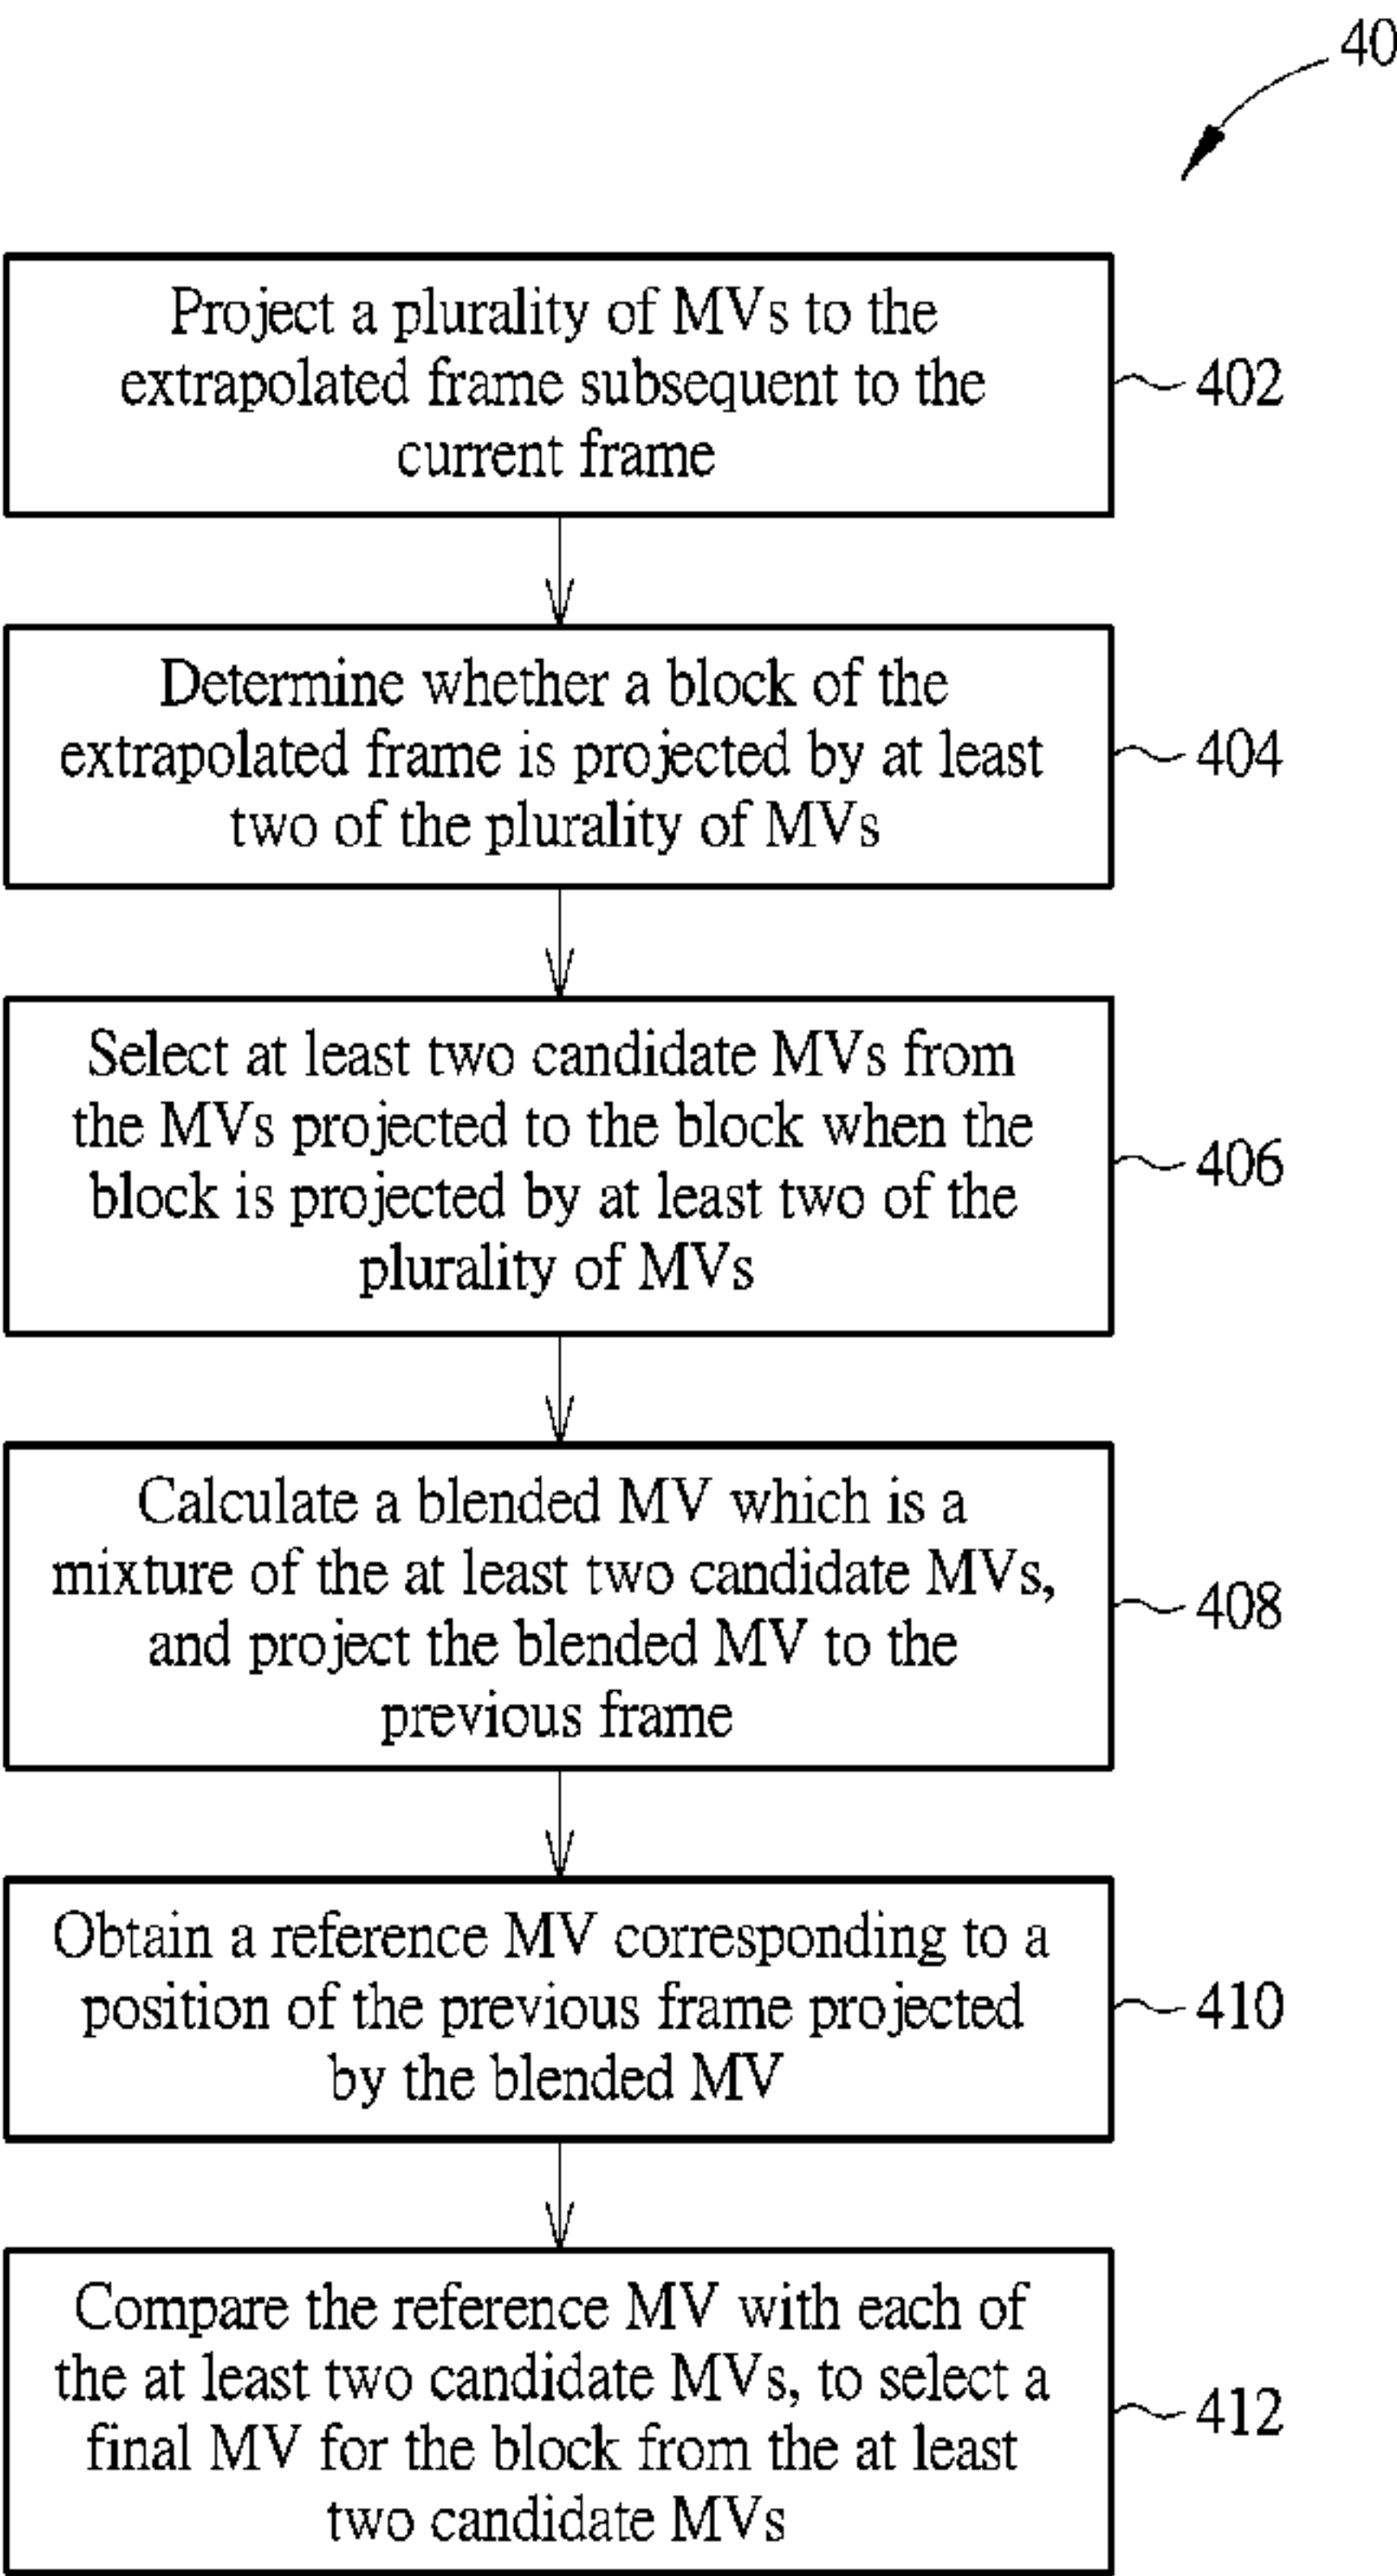 40
Project a plurality of MVs to the
extrapolated frame subsequent to the
current frame
402
Determine whether a block of the
extrapolated frame is projected by at least
two of the plurality of MVs
404
Select at least two candidate MVs from
the MVs projected to the block when the
block is projected by at least two of the
plurality of MVs
406
Calculate a blended MV which is a
mixture of the at least two candidate MVs,
and project the blended MV to the
previous frame
408
Obtain a reference MV corresponding to a
position of the previous frame projected
by the blended MV
410
Compare the reference MV with each of
the at least two candidate MVs, to select a
final MV for the block from the at least
two candidate MVs
412